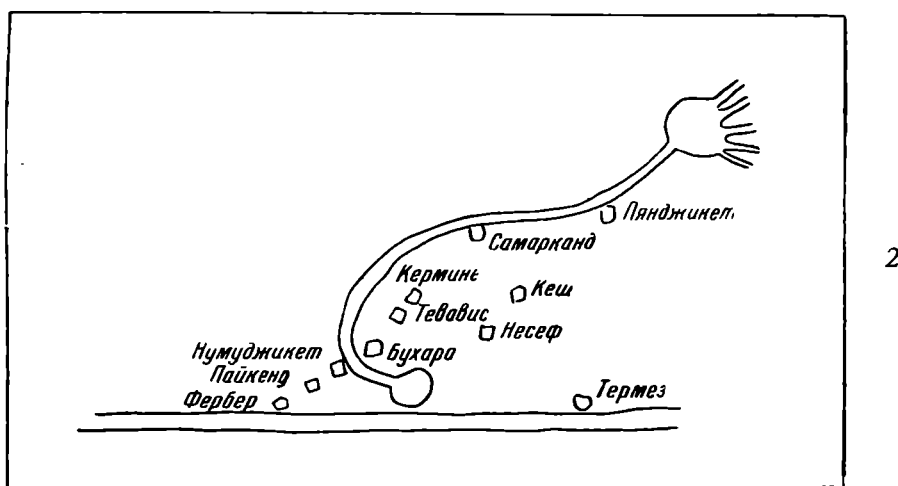 Пянджикет
Самарканд
Кермине
Кеш
Тевавис
Несеф
Нумуджикет
Бухара
Пайкенд
Фербер
Термез
2